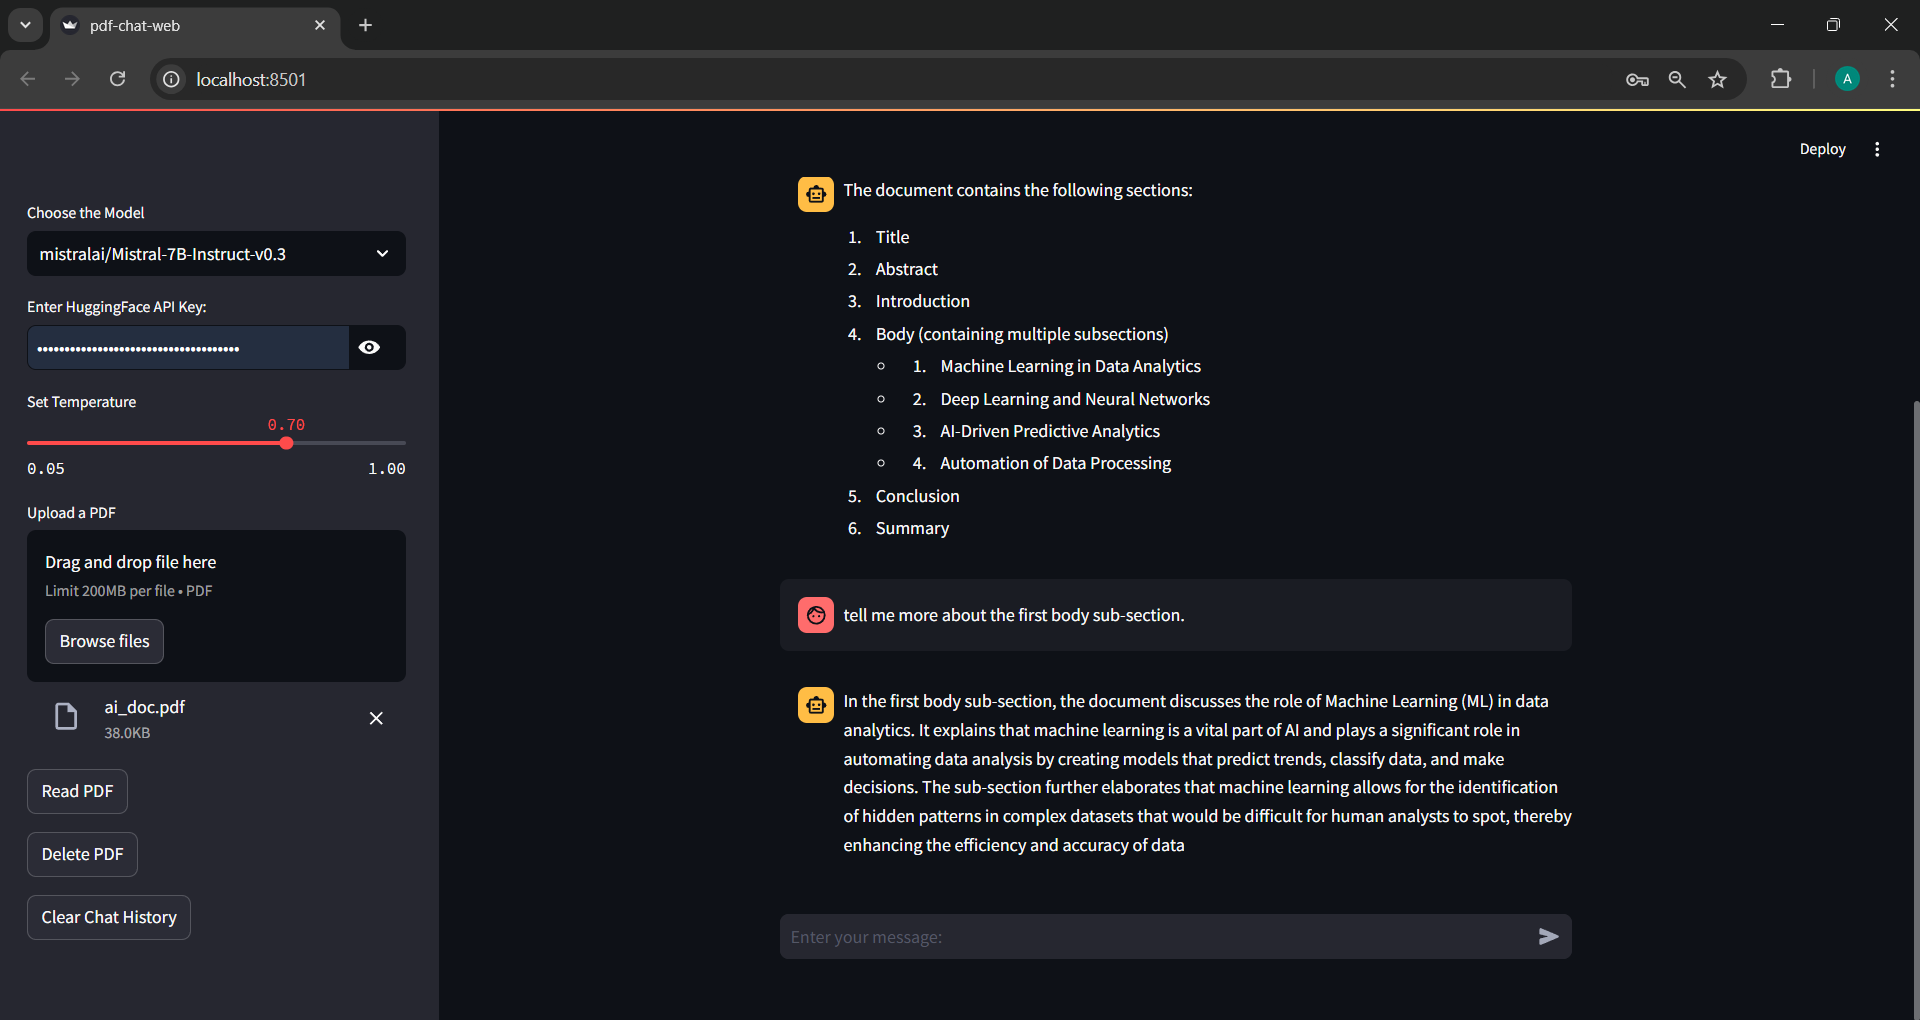 pdf-chat-web
localhost:8501
A
Deploy
Choose the Model
mistralai/Mistral-7B-Instruct-v0.3
Enter HuggingFace API Key:
Set Temperature
0.70
0.05 1.00
Upload a PDF
Drag and drop file here
Limit 200MB per file • PDF
Browse files
ai_doc.pdf
38.0KB
Read PDF
Delete PDF
Clear Chat History
The document contains the following sections:
1. Title
2. Abstract
3. Introduction
4. Body (containing multiple subsections)
1. Machine Learning in Data Analytics
2. Deep Learning and Neural Networks
3. AI-Driven Predictive Analytics
4. Automation of Data Processing
5. Conclusion
6. Summary
tell me more about the first body sub-section.
In the first body sub-section, the document discusses the role of Machine Learning (ML) in data
analytics. It explains that machine learning is a vital part of AI and plays a significant role in
automating data analysis by creating models that predict trends, classify data, and make
decisions. The sub-section further elaborates that machine learning allows for the identification
of hidden patterns in complex datasets that would be difficult for human analysts to spot, thereby
enhancing the efficiency and accuracy of data
Enter your message: